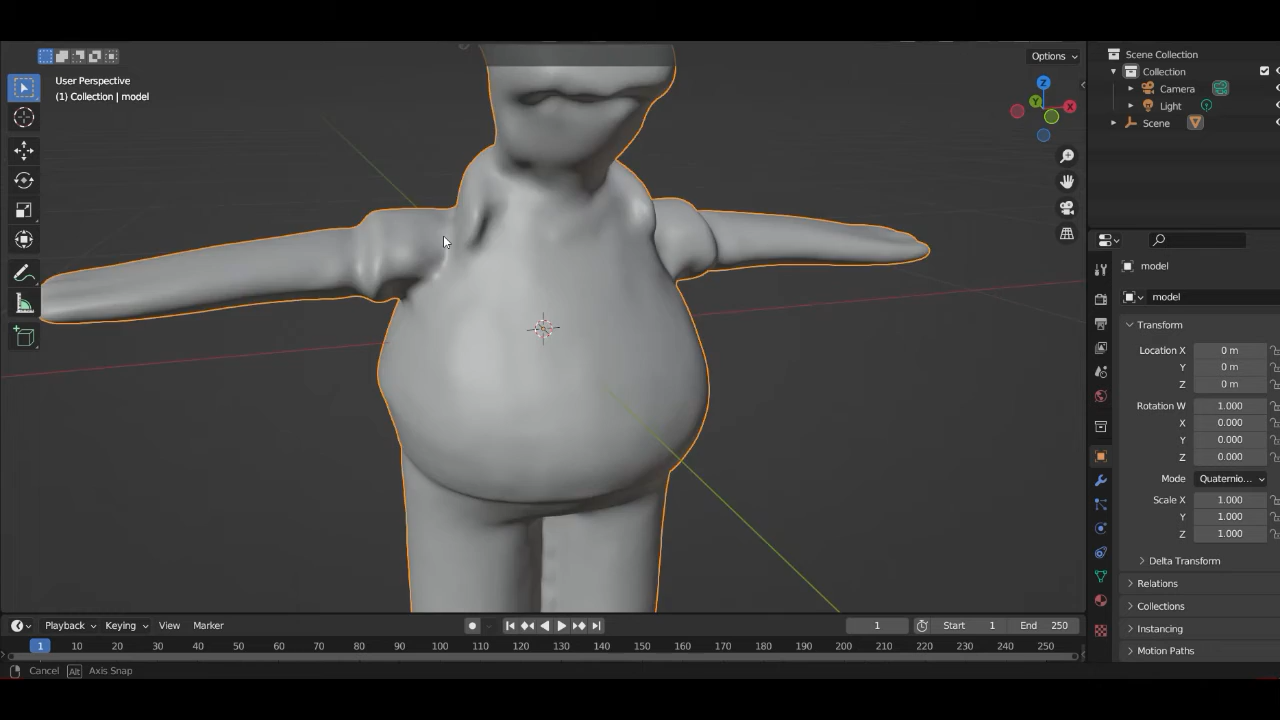 Options
User Perspective
(1) Collection | model
Z
Y
X
Scene Collection
Collection
Camera
Light
Scene
model
model
Transform
Location X 0 m
Y 0 m
Z 0 m
Rotation W 1.000
X 0.000
Y 0.000
Z 0.000
Mode Quaternio...
Scale X 1.000
Y 1.000
Z 1.000
Delta Transform
Relations
Collections
Instancing
Motion Paths
Playback Keying View Marker 1 Start 1 End 250
1 10 20 30 40 50 60 70 80 90 100 110 120 130 140 150 160 170 180 190 200 210 220 230 240 250
Cancel Alt Axis Snap